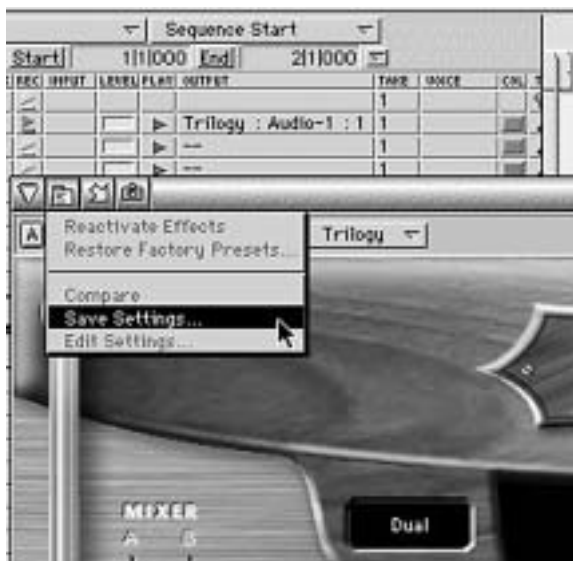 Sequence Start
Start 1|1|000 End 2|1|000
REC INPUT LEVEL PLAY OUTPUT TAKE VOICE COL
1
Trilogy : Audio-1 : 1 1
-- 1
-- 1
A Trilogy
Reactivate Effects
Restore Factory Presets...
Compare
Save Settings...
Edit Settings...
MIXER
A B
Dual